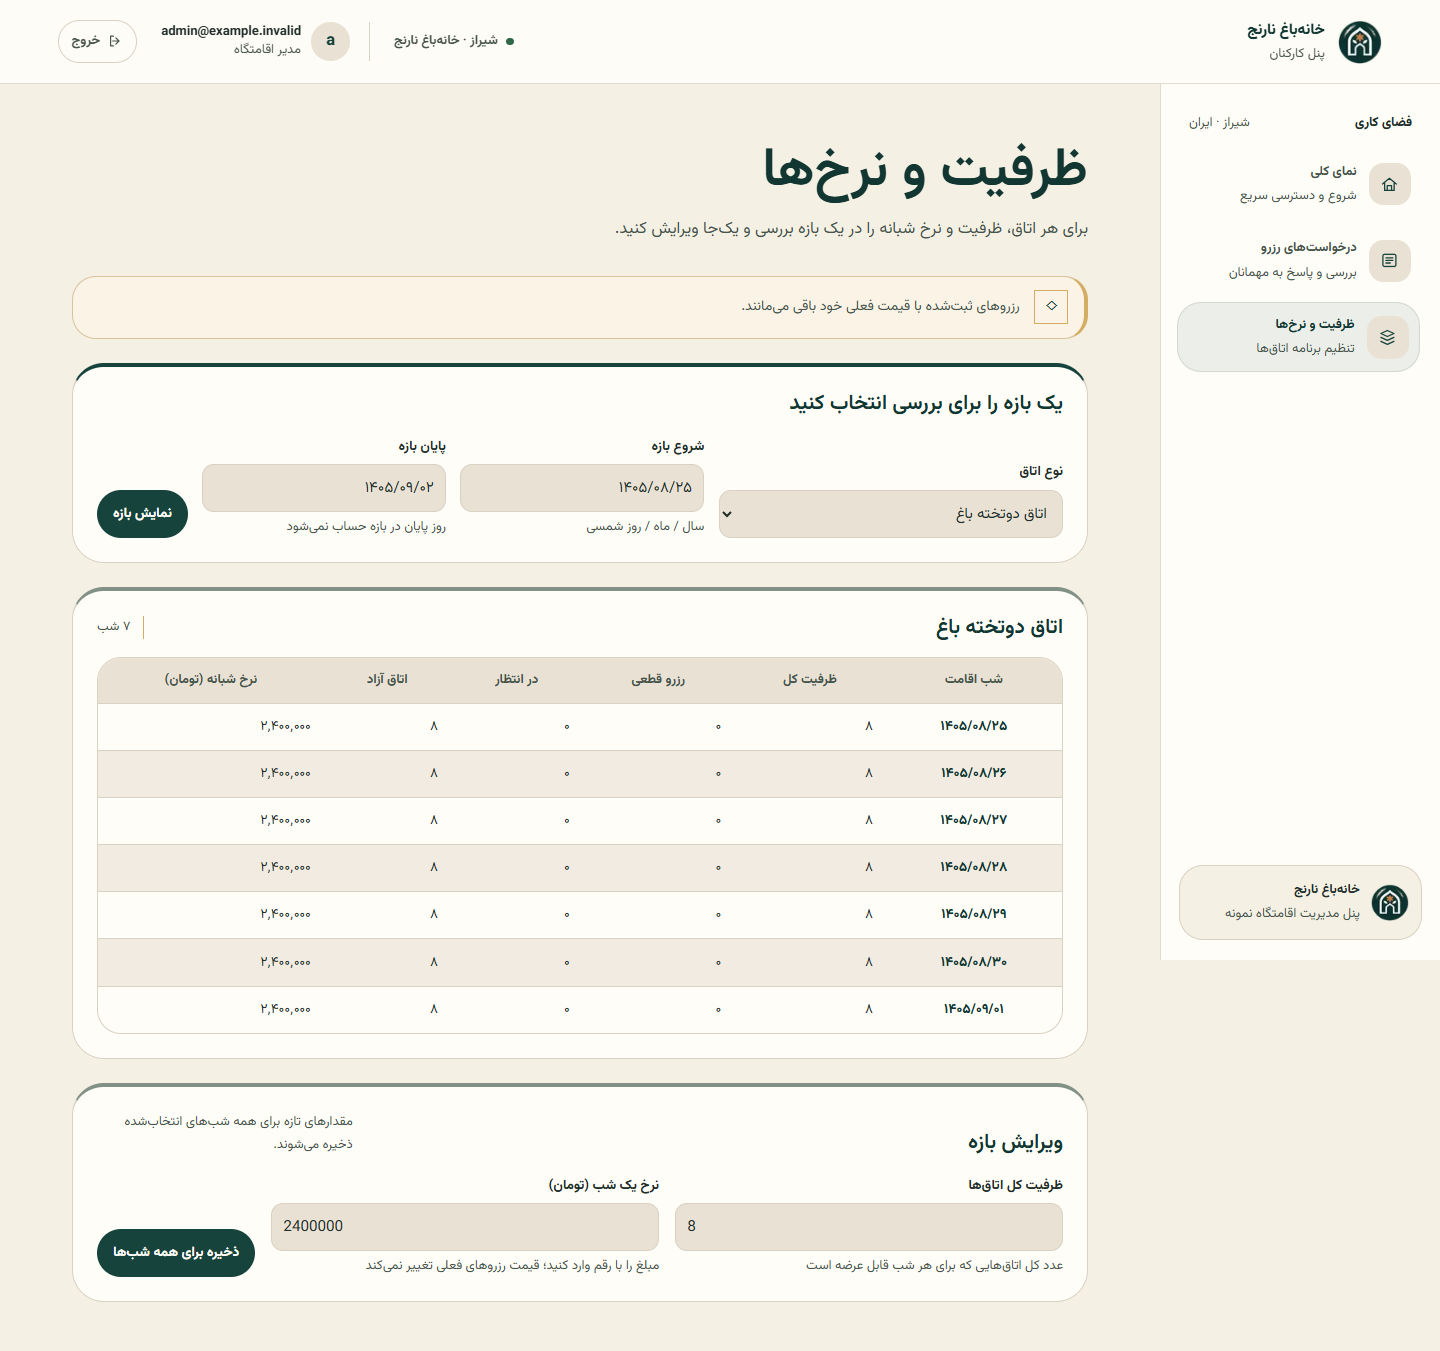 خانه‌باغ نارنج
پنل کارکنان
شیراز · خانه‌باغ نارنج
a
admin@example.invalid
مدیر اقامتگاه
خروج
فضای کاری
شیراز · ایران
نمای کلی
شروع و دسترسی سریع
درخواست‌های رزرو
بررسی و پاسخ به مهمانان
ظرفیت و نرخ‌ها
تنظیم برنامه اتاق‌ها
خانه‌باغ نارنج
پنل مدیریت اقامتگاه نمونه
ظرفیت و نرخ‌ها
برای هر اتاق، ظرفیت و نرخ شبانه را در یک بازه بررسی و یک‌جا ویرایش کنید.
رزروهای ثبت‌شده با قیمت فعلی خود باقی می‌مانند.
یک بازه را برای بررسی انتخاب کنید
نوع اتاق
اتاق دوتخته باغ
شروع بازه
۱۴۰۵/۰۸/۲۵
سال / ماه / روز شمسی
پایان بازه
۱۴۰۵/۰۹/۰۲
روز پایان در بازه حساب نمی‌شود
نمایش بازه
اتاق دوتخته باغ
۷ شب
شب اقامت ظرفیت کل رزرو قطعی در انتظار اتاق آزاد نرخ شبانه (تومان)
۱۴۰۵/۰۸/۲۵ ۸ ۰ ۰ ۸ ۲,۴۰۰,۰۰۰
۱۴۰۵/۰۸/۲۶ ۸ ۰ ۰ ۸ ۲,۴۰۰,۰۰۰
۱۴۰۵/۰۸/۲۷ ۸ ۰ ۰ ۸ ۲,۴۰۰,۰۰۰
۱۴۰۵/۰۸/۲۸ ۸ ۰ ۰ ۸ ۲,۴۰۰,۰۰۰
۱۴۰۵/۰۸/۲۹ ۸ ۰ ۰ ۸ ۲,۴۰۰,۰۰۰
۱۴۰۵/۰۸/۳۰ ۸ ۰ ۰ ۸ ۲,۴۰۰,۰۰۰
۱۴۰۵/۰۹/۰۱ ۸ ۰ ۰ ۸ ۲,۴۰۰,۰۰۰
ویرایش بازه
مقدارهای تازه برای همه شب‌های انتخاب‌شده
ذخیره می‌شوند.
ظرفیت کل اتاق‌ها
8
عدد کل اتاق‌هایی که برای هر شب قابل عرضه است
نرخ یک شب (تومان)
2400000
مبلغ را با رقم وارد کنید؛ قیمت رزروهای فعلی تغییر نمی‌کند
ذخیره برای همه شب‌ها